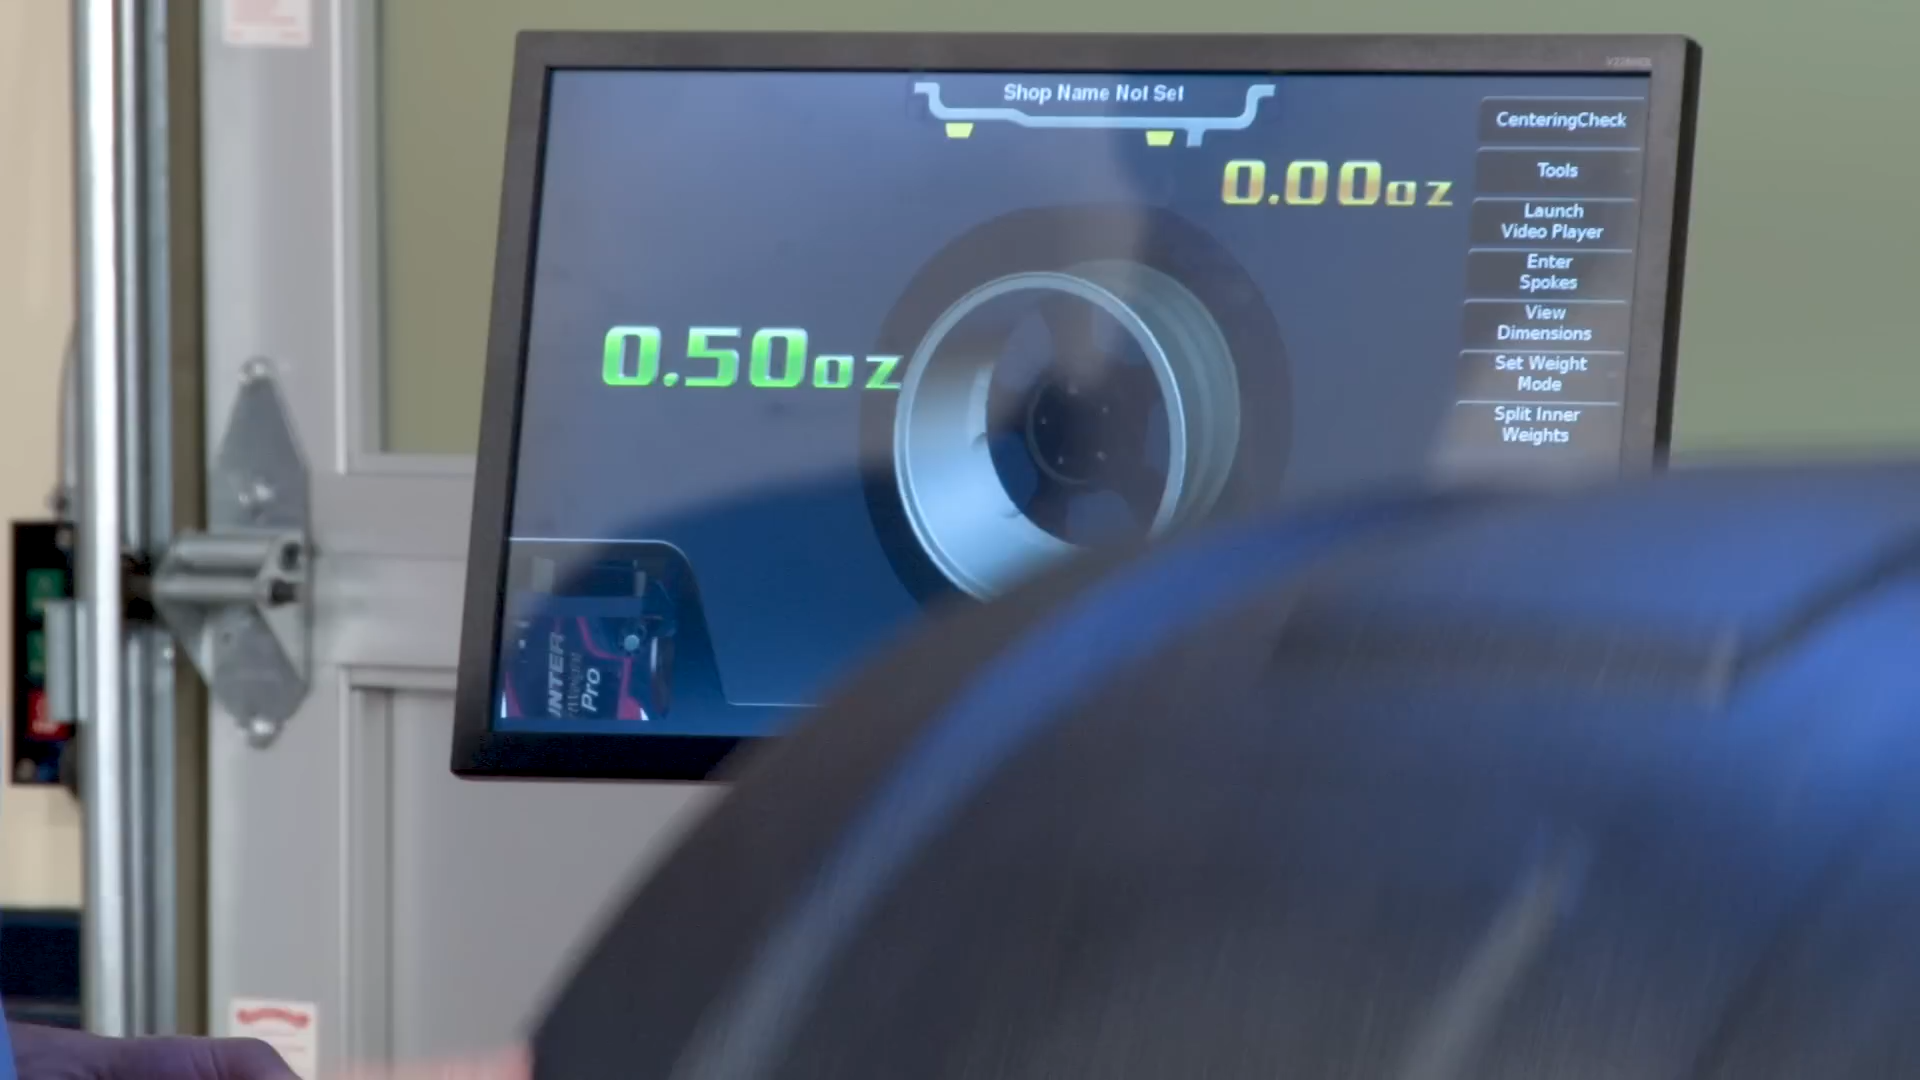 Shop Name Not Set
0.00oz
0.50oz
CenteringCheck
Tools
Launch
Video Player
Enter
Spokes
View
Dimensions
Set Weight
Mode
Split Inner
Weights
UNTER
Pro